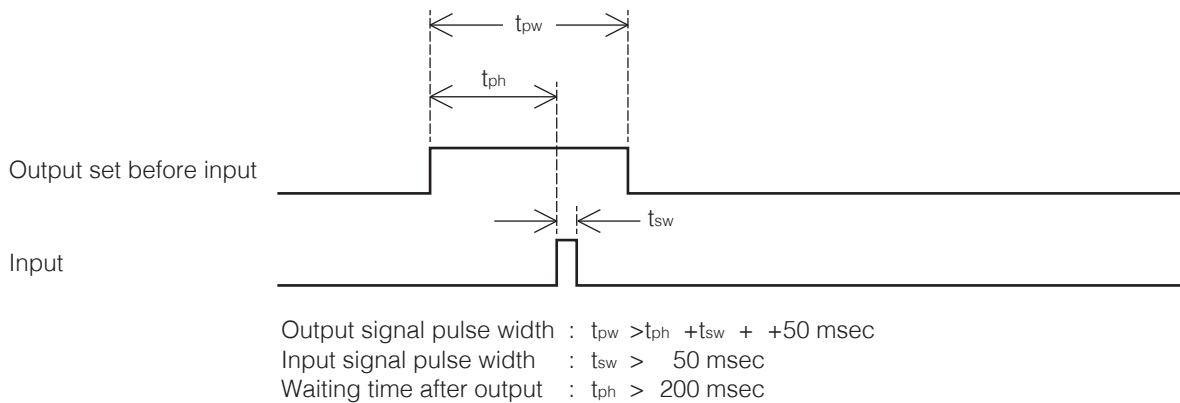 tpw
tph
Output set before input
tsw
Input
Output signal pulse width : tpw >tph +tsw + +50 msec
Input signal pulse width : tsw > 50 msec
Waiting time after output : tph > 200 msec